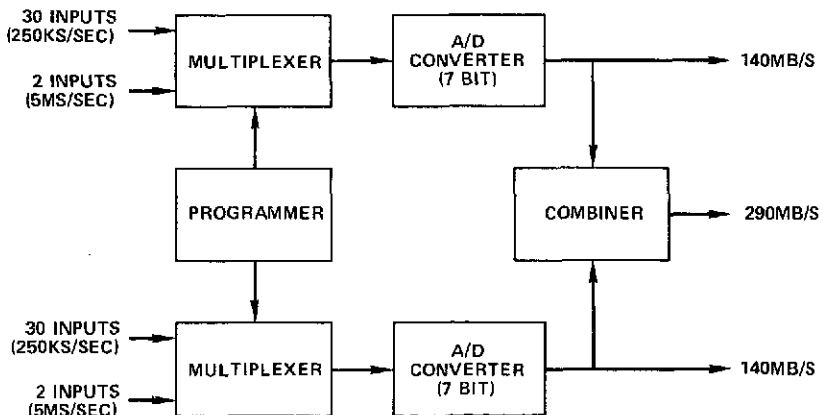 30 INPUTS
(250KS/SEC)
2 INPUTS
(5MS/SEC)
MULTIPLEXER
A/D
CONVERTER
(7 BIT)
140MB/S
PROGRAMMER
COMBINER
290MB/S
30 INPUTS
(250KS/SEC)
2 INPUTS
(5MS/SEC)
MULTIPLEXER
A/D
CONVERTER
(7 BIT)
140MB/S